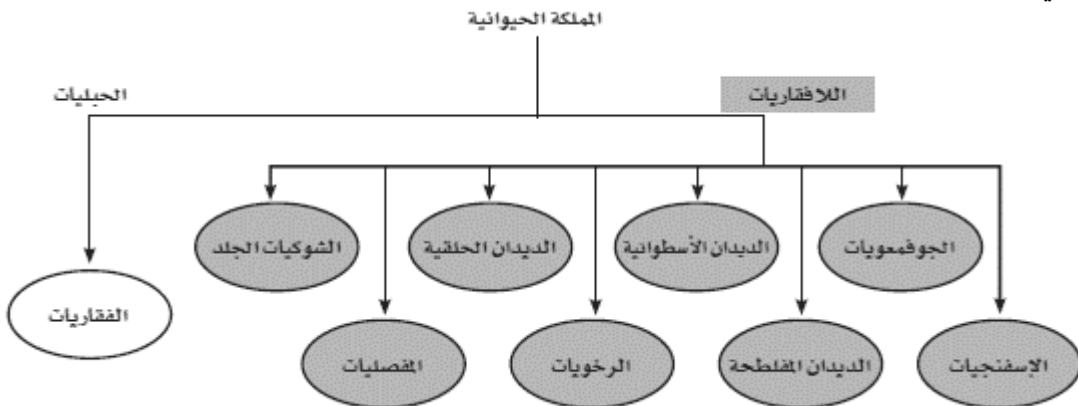 المملكة الحيوانية
اللافقاريات
الحبليات
الجوفمعويات
الديدان الأسطوانية
الديدان الحلقية
الشوكيات الجلد
الفقاريات
الإسفنجيات
الديدان المفلطحة
الرخويات
المفصليات